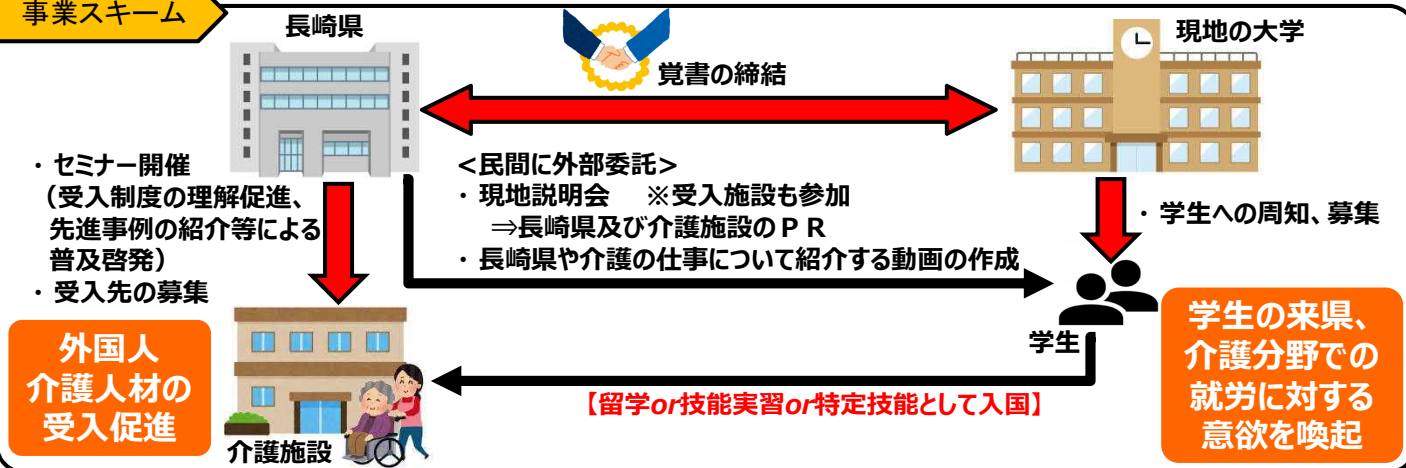 事業スキーム
長崎県
現地の大学
覚書の締結
・ セミナー開催
（受入制度の理解促進、
先進事例の紹介等による
普及啓発）
・ 受入先の募集
<民間に外部委託>
・ 現地説明会　※受入施設も参加
⇒長崎県及び介護施設のＰＲ
・ 長崎県や介護の仕事について紹介する動画の作成
・ 学生への周知、募集
学生
外国人
介護人材の
受入促進
介護施設
【留学or技能実習or特定技能として入国】
学生の来県、
介護分野での
就労に対する
意欲を喚起